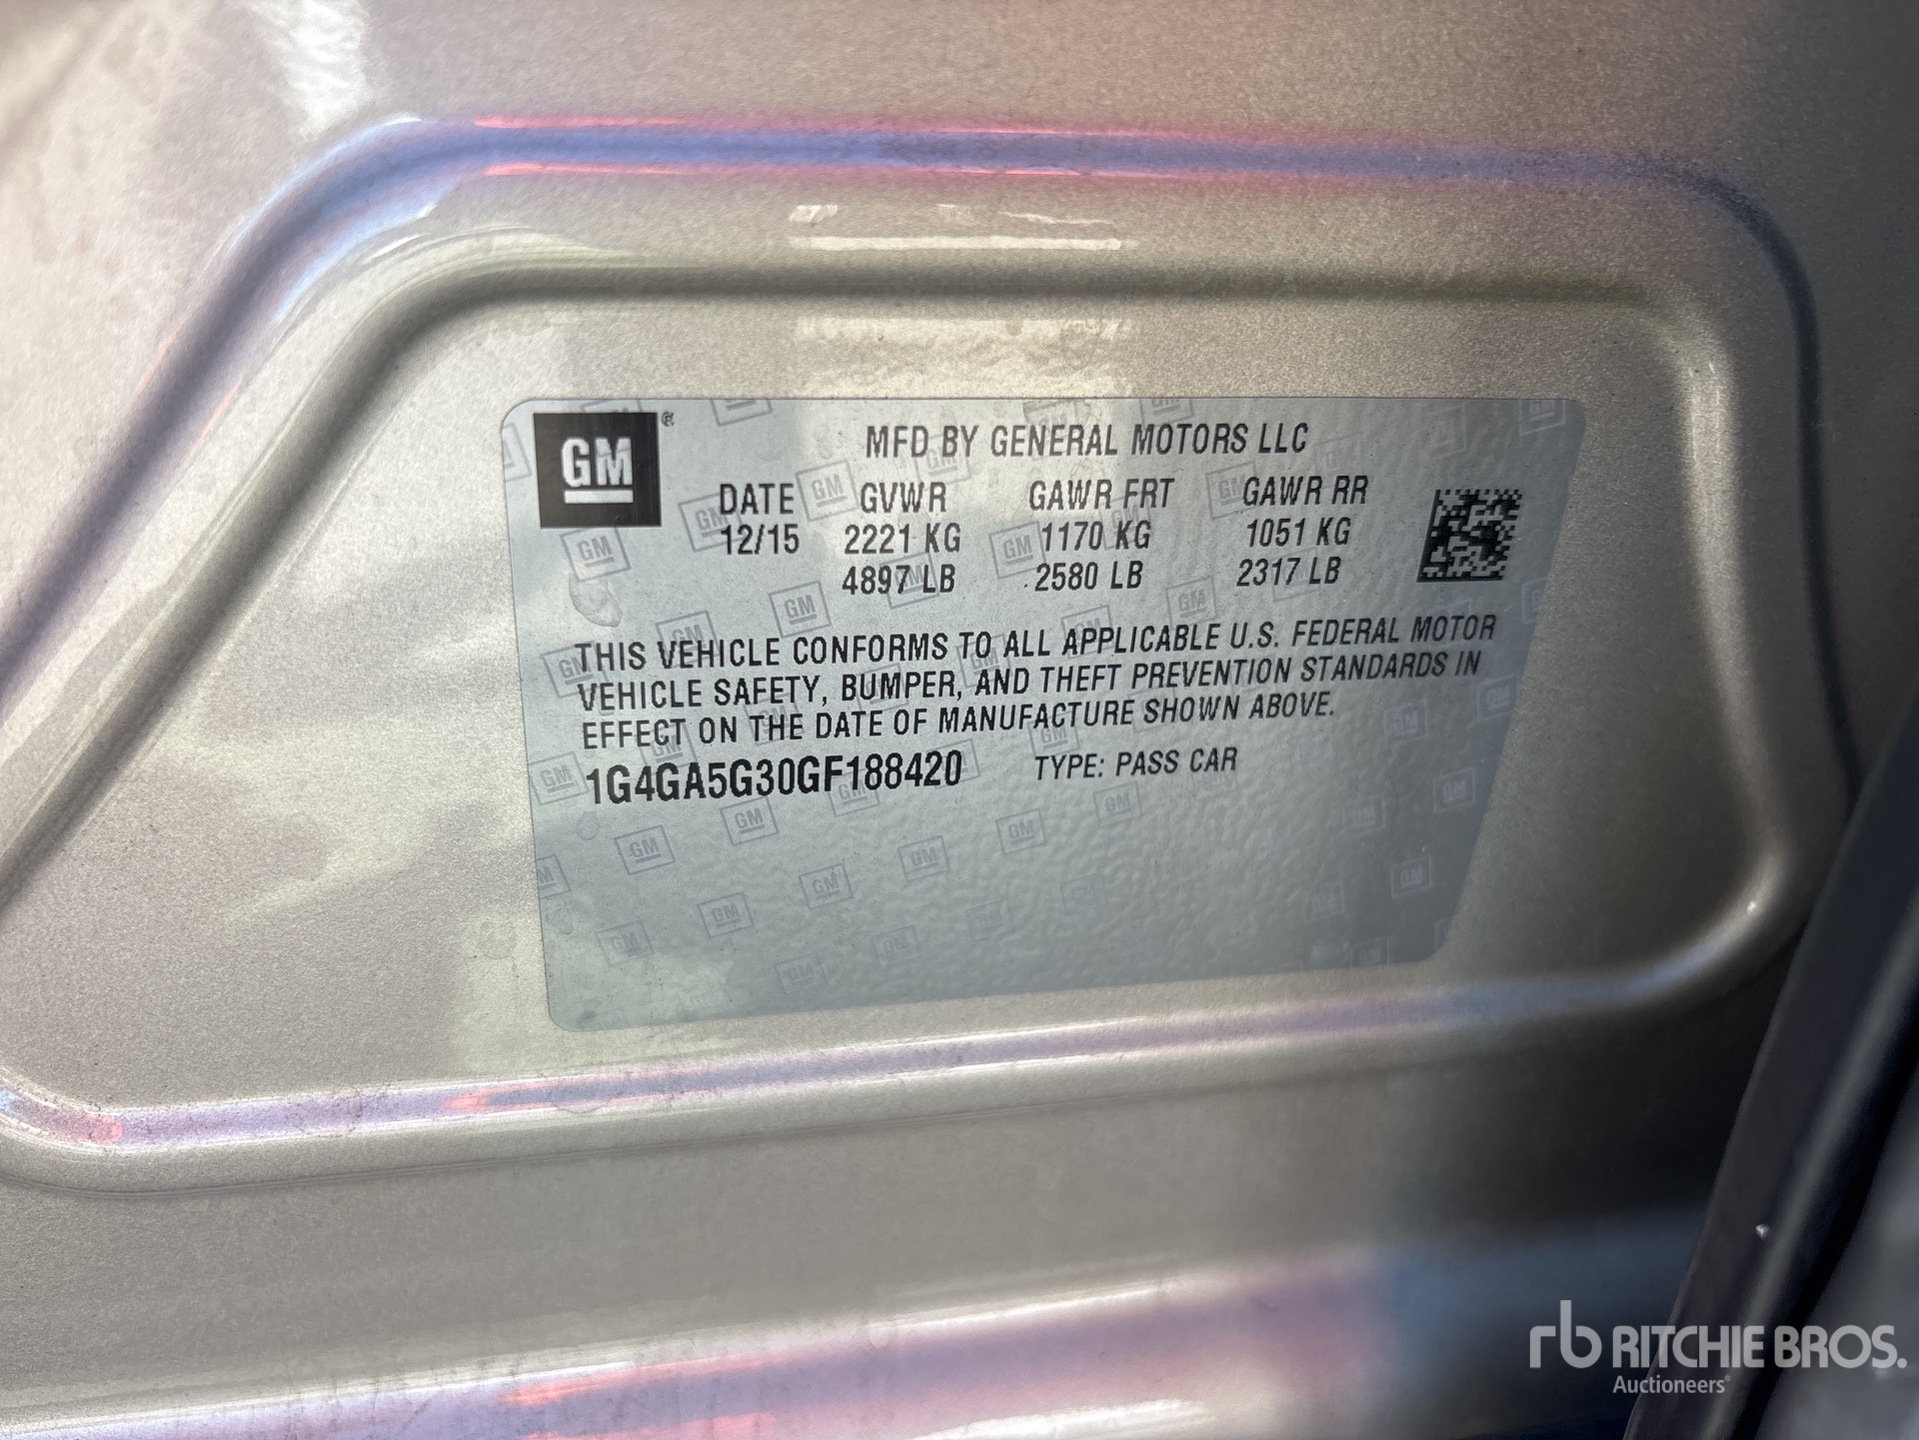 GM ®
MFD BY GENERAL MOTORS LLC
DATE GVWR GAWR FRT GAWR RR
12/15 2221 KG 1170 KG 1051 KG
4897 LB 2580 LB 2317 LB
THIS VEHICLE CONFORMS TO ALL APPLICABLE U.S. FEDERAL MOTOR
VEHICLE SAFETY, BUMPER, AND THEFT PREVENTION STANDARDS IN
EFFECT ON THE DATE OF MANUFACTURE SHOWN ABOVE.
1G4GA5G30GF188420 TYPE: PASS CAR
rb RITCHIE BROS.
Auctioneers®